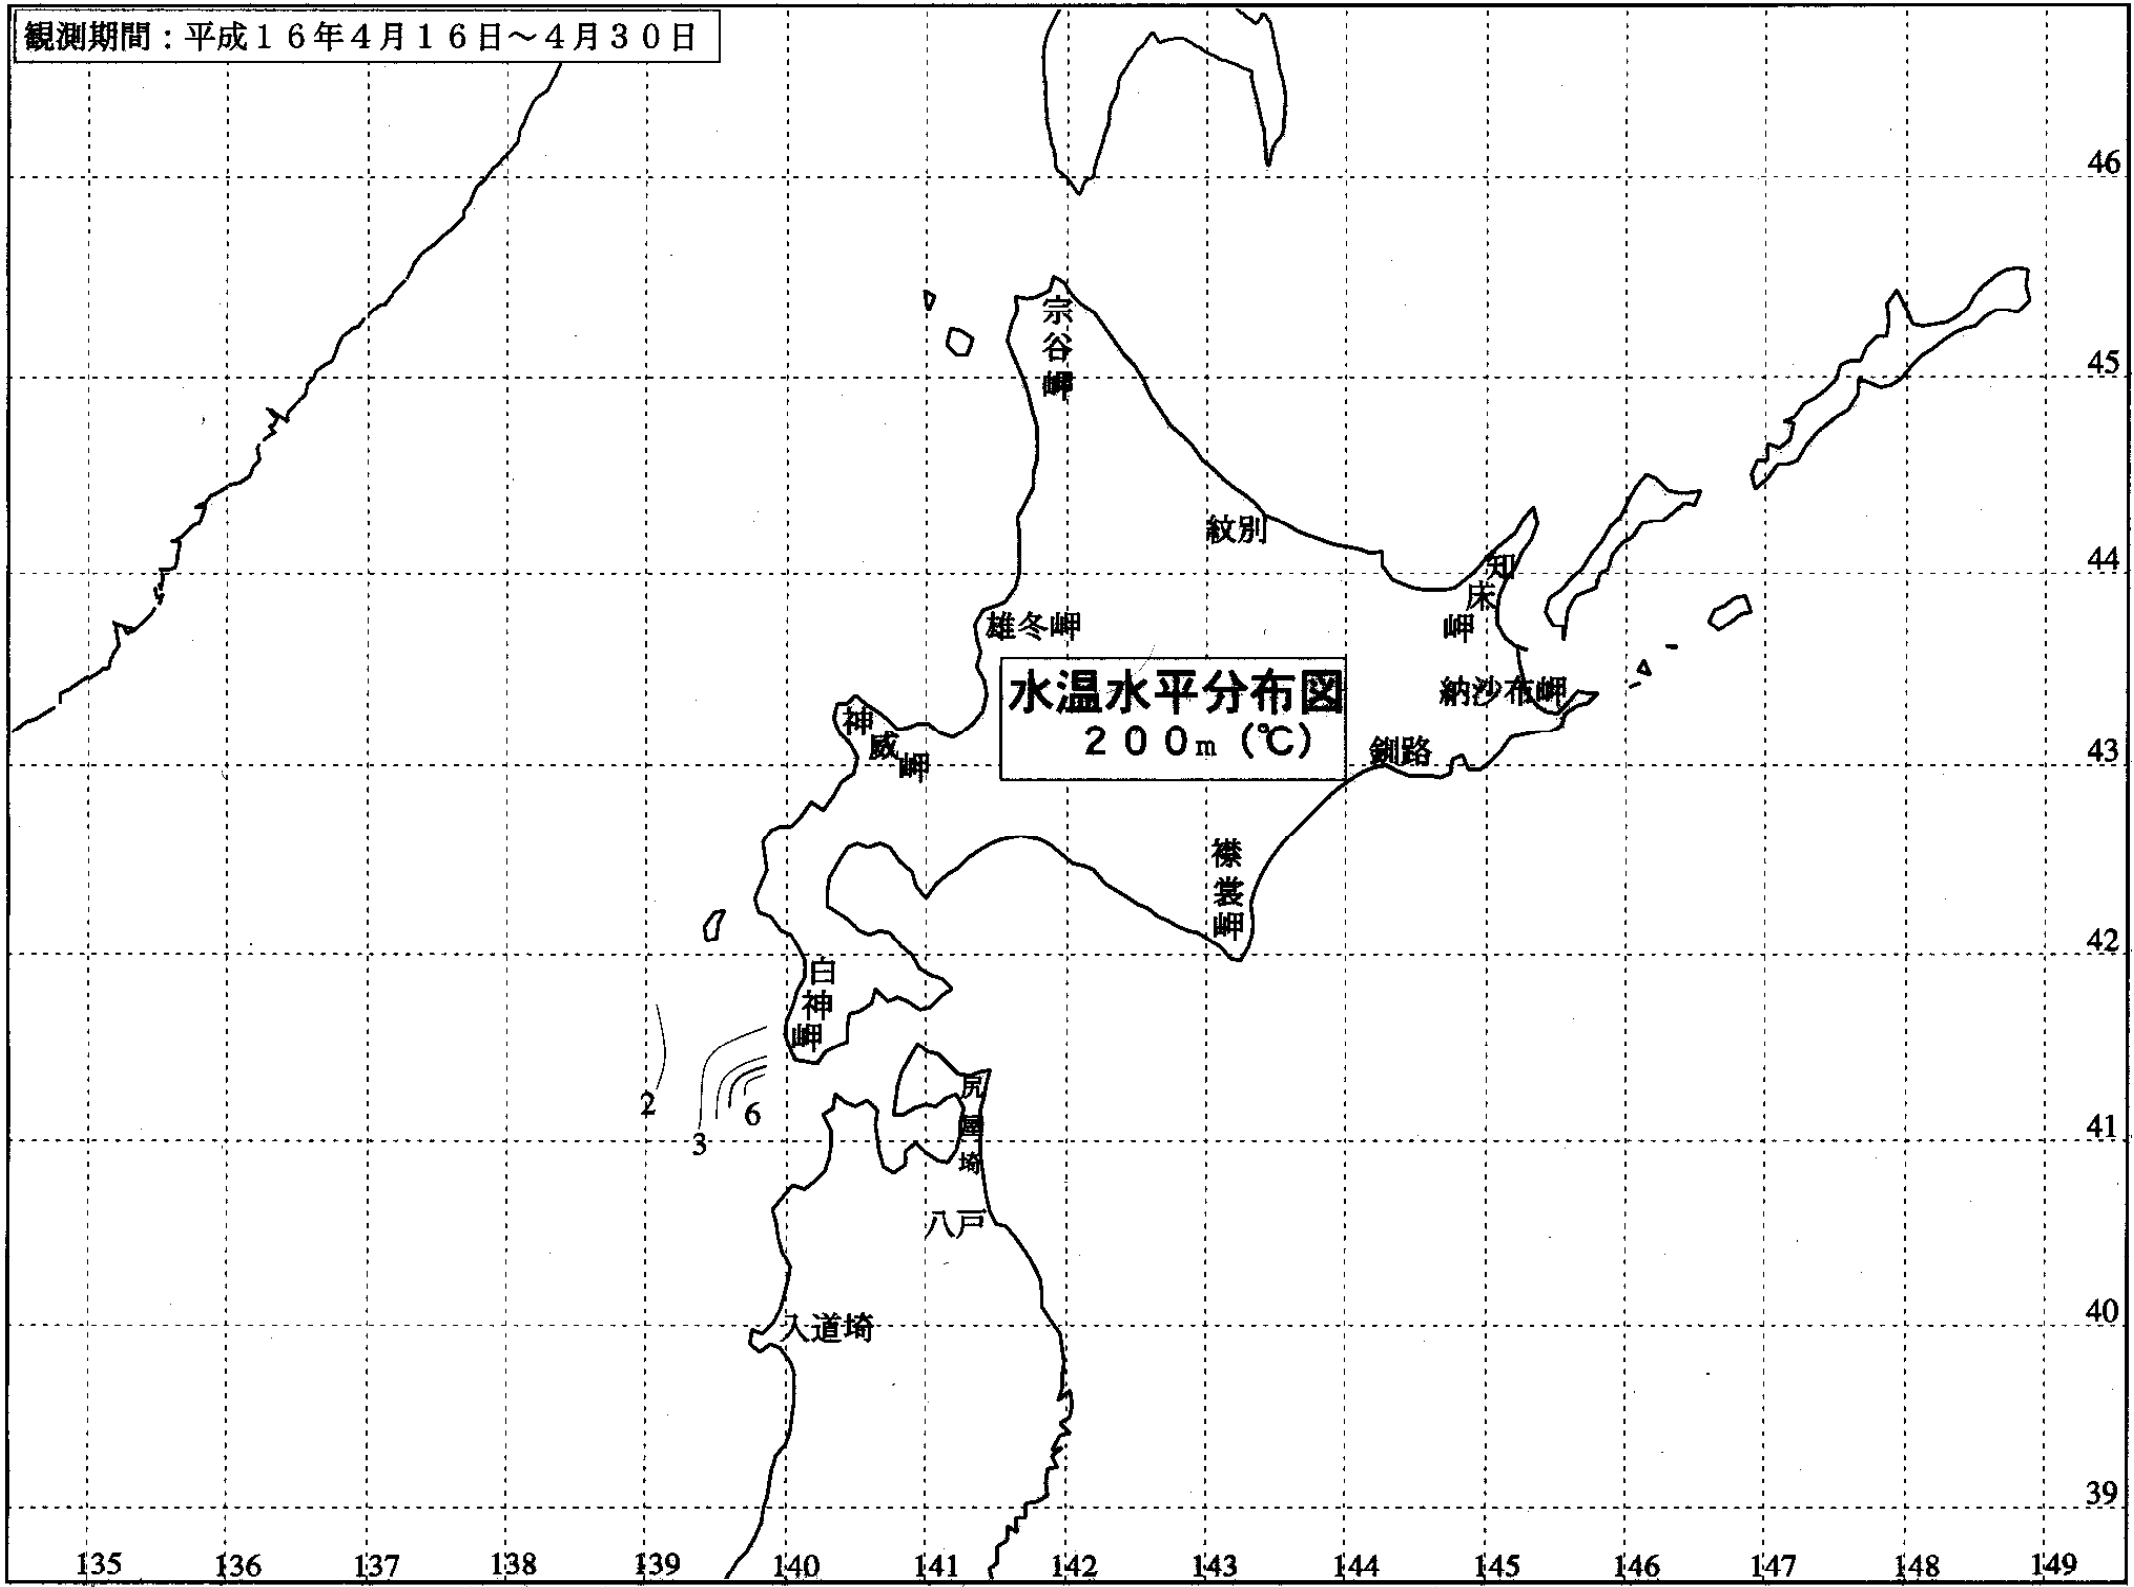 観測期間：平成１６年４月１６日～４月３０日
46
宗谷岬
45
紋別
44
知床岬
雄冬岬
水温水平分布図
２００ｍ（℃）
納沙布岬
神威岬
釧路
43
襟裳岬
42
白神岬
尻屋埼
2
6
3
41
八戸
入道埼
40
39
135 136 137 138 139 140 141 142 143 144 145 146 147 148 149